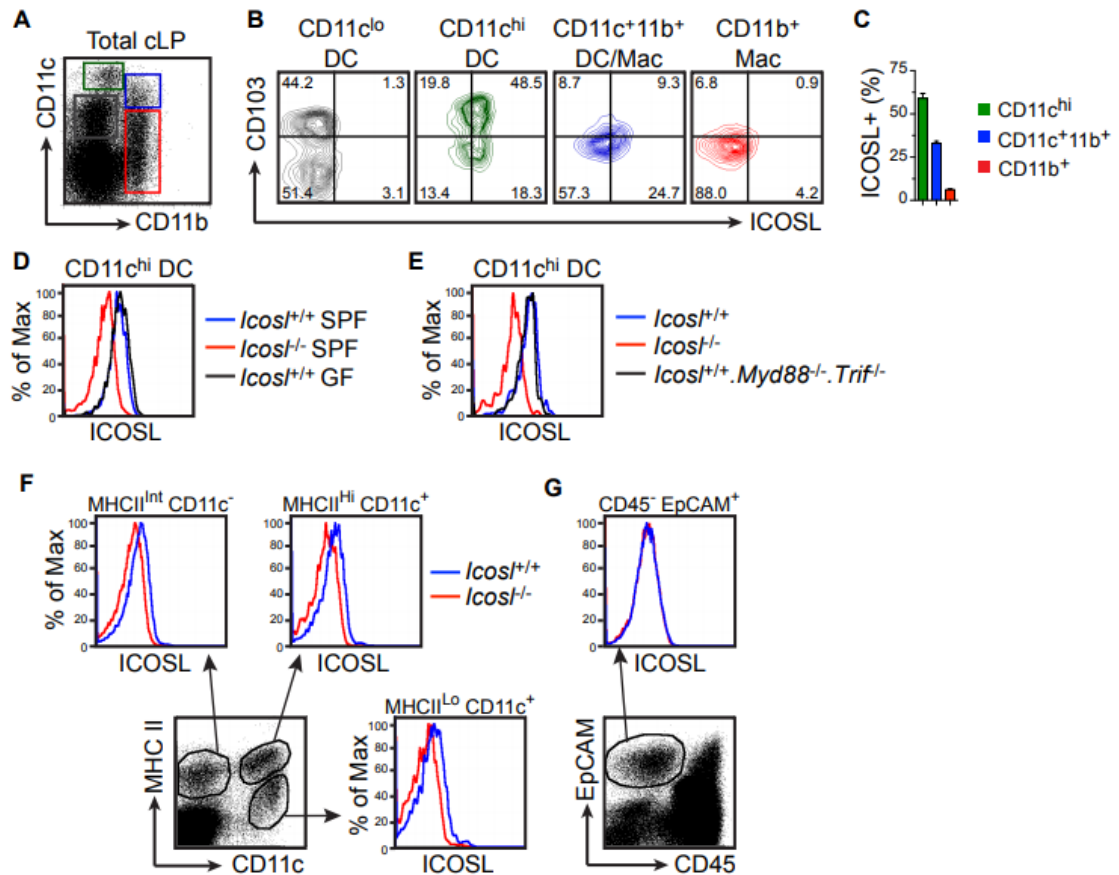 A
Total cLP
CD11c
CD11b
B
CD11c^lo DC
CD11c^hi DC
CD11c^+11b^+ DC/Mac
CD11b^+ Mac
CD103
44.2 1.3
51.4 3.1
19.8 48.5
13.4 18.3
8.7 9.3
57.3 24.7
6.8 0.9
88.0 4.2
ICOSL
C
ICOSL+ (%)
75
50
25
0
CD11c^hi
CD11c^+11b^+
CD11b^+
D
CD11c^hi DC
% of Max
100
80
60
40
20
0
ICOSL
Icosl^+/+ SPF
Icosl^-/- SPF
Icosl^+/+ GF
E
CD11c^hi DC
% of Max
100
80
60
40
20
0
ICOSL
Icosl^+/+
Icosl^-/-
Icosl^+/+.Myd88^-/-.Trif^-/-
F
MHCII^Int CD11c^-
% of Max
100
80
60
40
20
0
ICOSL
MHCII^Hi CD11c^+
100
80
60
40
20
0
ICOSL
Icosl^+/+
Icosl^-/-
MHC II
CD11c
MHCII^Lo CD11c^+
% of Max
100
80
60
40
20
0
ICOSL
G
CD45^- EpCAM^+
100
80
60
40
20
0
ICOSL
EpCAM
CD45